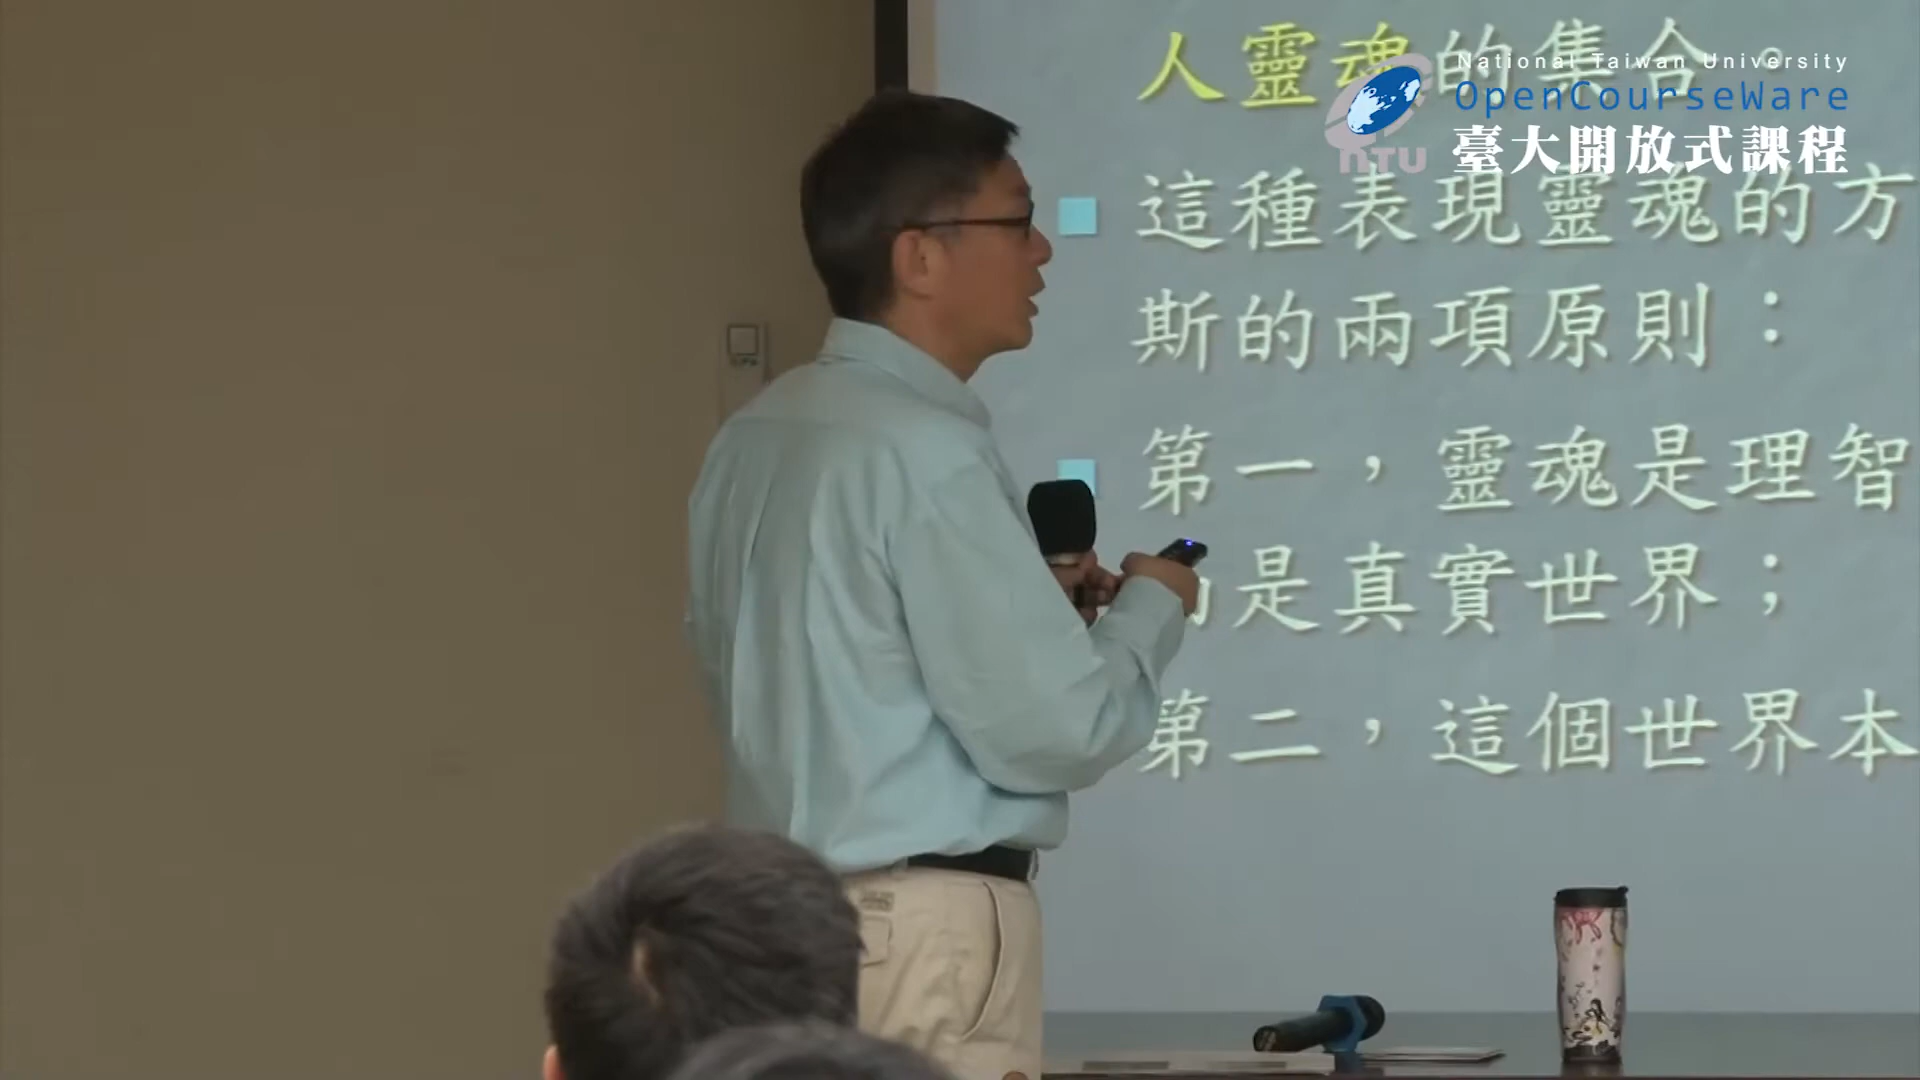 人靈魂的集合。
National Taiwan University
OpenCourseWare
臺大開放式課程
NTU
這種表現靈魂的方
斯的兩項原則：
第一，靈魂是理智
是真實世界；
第二，這個世界本